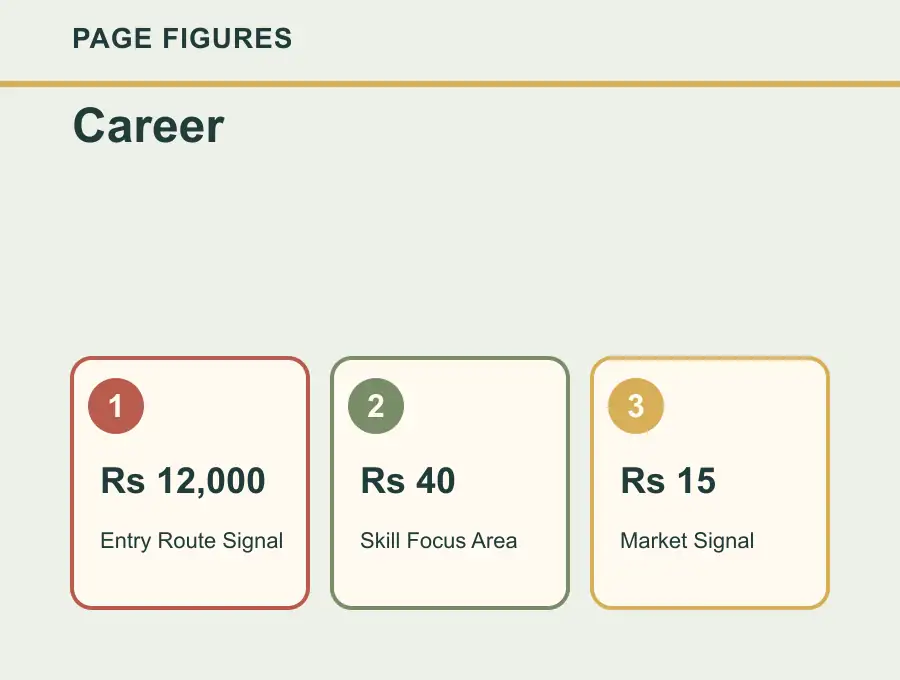 PAGE FIGURES
Career
1
Rs 12,000
Entry Route Signal
2
Rs 40
Skill Focus Area
3
Rs 15
Market Signal